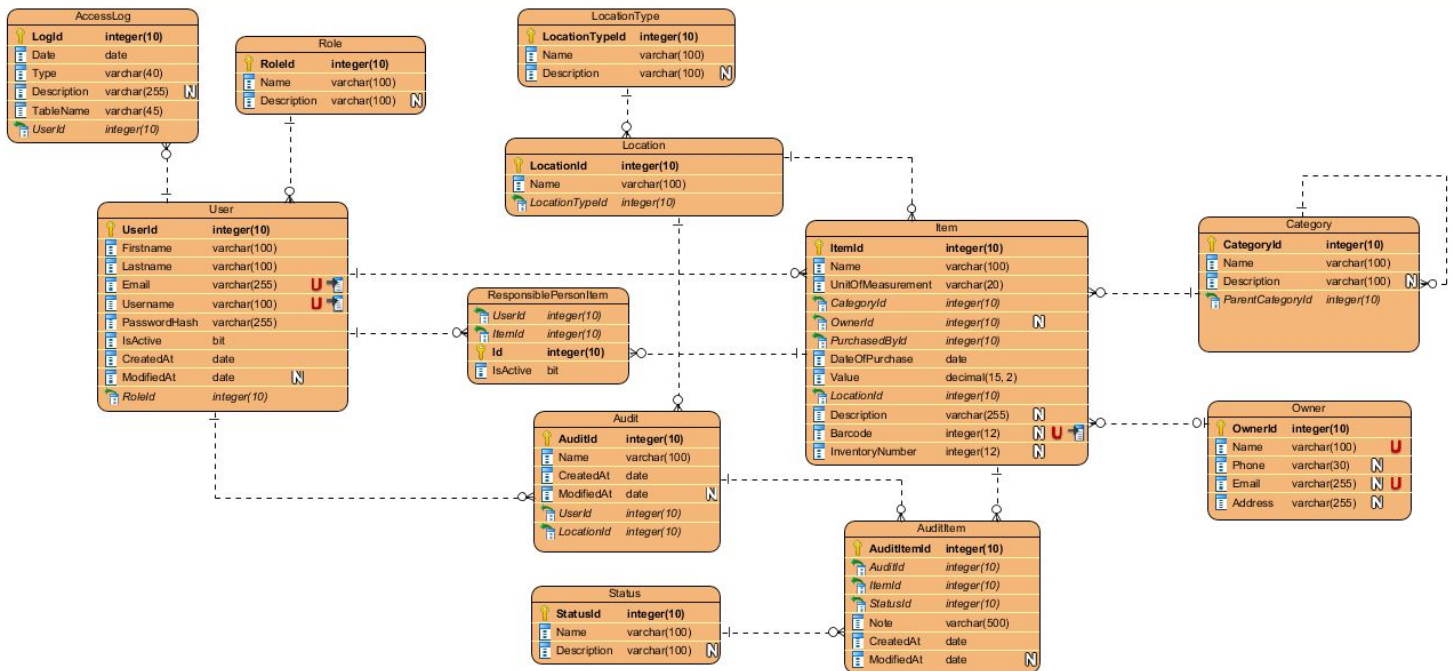 AccessLog
LogId integer(10)
Date date
Type varchar(40)
Description varchar(255) N
TableName varchar(45)
UserId integer(10)
Role
RoleId integer(10)
Name varchar(100)
Description varchar(100) N
LocationType
LocationTypeId integer(10)
Name varchar(100)
Description varchar(100) N
Location
LocationId integer(10)
Name varchar(100)
LocationTypeId integer(10)
User
UserId integer(10)
Firstname varchar(100)
Lastname varchar(100)
Email varchar(255) U
Username varchar(100) U
PasswordHash varchar(255)
IsActive bit
CreatedAt date
ModifiedAt date N
RoleId integer(10)
ResponsiblePersonItem
UserId integer(10)
ItemId integer(10)
Id integer(10)
IsActive bit
Item
ItemId integer(10)
Name varchar(100)
UnitOfMeasurement varchar(20)
CategoryId integer(10)
OwnerId integer(10) N
PurchasedById integer(10)
DateOfPurchase date
Value decimal(15, 2)
LocationId integer(10)
Description varchar(255) N
Barcode integer(12) N U
InventoryNumber integer(12) N
Category
CategoryId integer(10)
Name varchar(100)
Description varchar(100) N
ParentCategoryId integer(10)
Owner
OwnerId integer(10)
Name varchar(100) U
Phone varchar(30) N
Email varchar(255) N U
Address varchar(255) N
Audit
AuditId integer(10)
Name varchar(100)
CreatedAt date
ModifiedAt date N
UserId integer(10)
LocationId integer(10)
AuditItem
AuditItemId integer(10)
AuditId integer(10)
ItemId integer(10)
StatusId integer(10)
Note varchar(500)
CreatedAt date
ModifiedAt date N
Status
StatusId integer(10)
Name varchar(100)
Description varchar(100) N